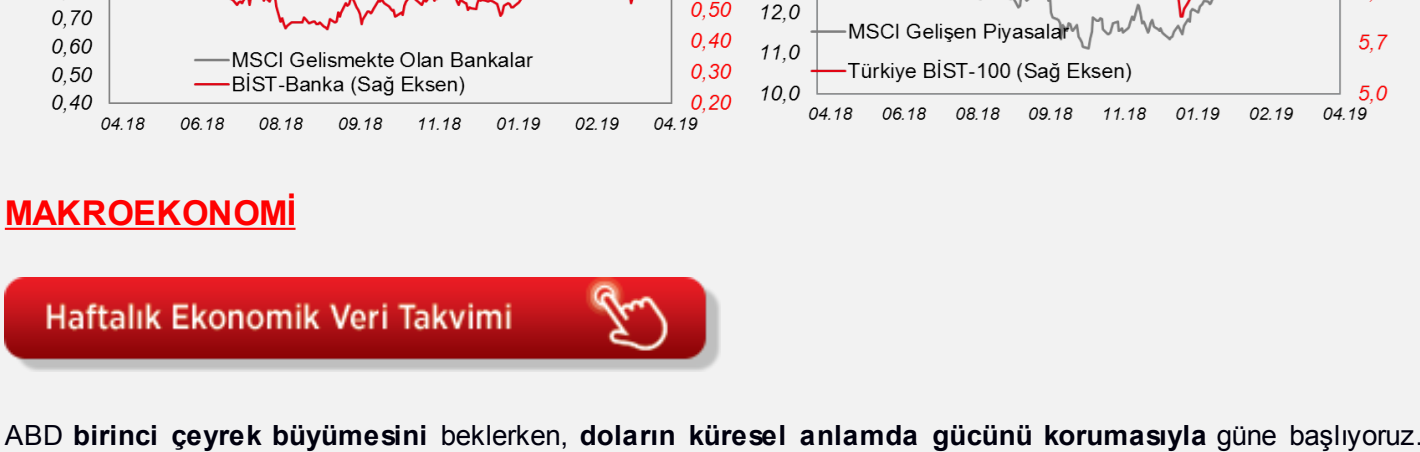 0,70
0,60
0,50
0,40
MSCI Gelismekte Olan Bankalar
BİST-Banka (Sağ Eksen)
0,50
0,40
0,30
0,20
04.18 06.18 08.18 09.18 11.18 01.19 02.19 04.19
12,0
11,0
10,0
MSCI Gelişen Piyasalar
Türkiye BİST-100 (Sağ Eksen)
5,7
5,0
04.18 06.18 08.18 09.18 11.18 01.19 02.19 04.19
MAKROEKONOMİ
Haftalık Ekonomik Veri Takvimi
ABD birinci çeyrek büyümesini beklerken, doların küresel anlamda gücünü korumasıyla güne başlıyoruz.